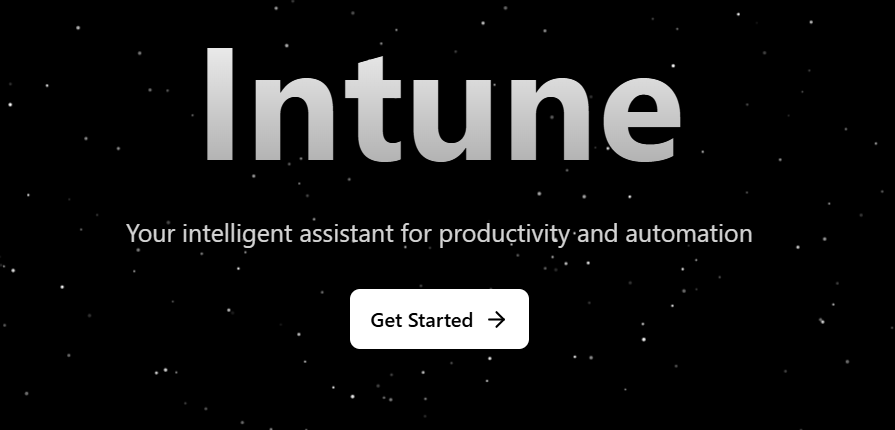 Intune
Your intelligent assistant for productivity and automation
Get Started